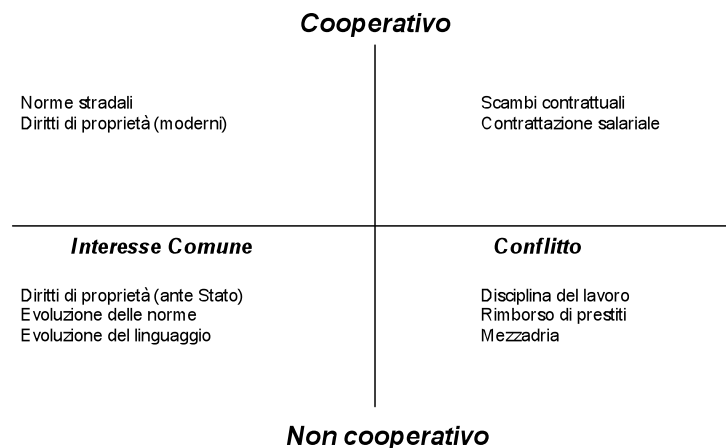 Cooperativo
Norme stradali
Diritti di proprietà (moderni)
Scambi contrattuali
Contrattazione salariale
Interesse Comune
Conflitto
Diritti di proprietà (ante Stato)
Evoluzione delle norme
Evoluzione del linguaggio
Disciplina del lavoro
Rimborso di prestiti
Mezzadria
Non cooperativo